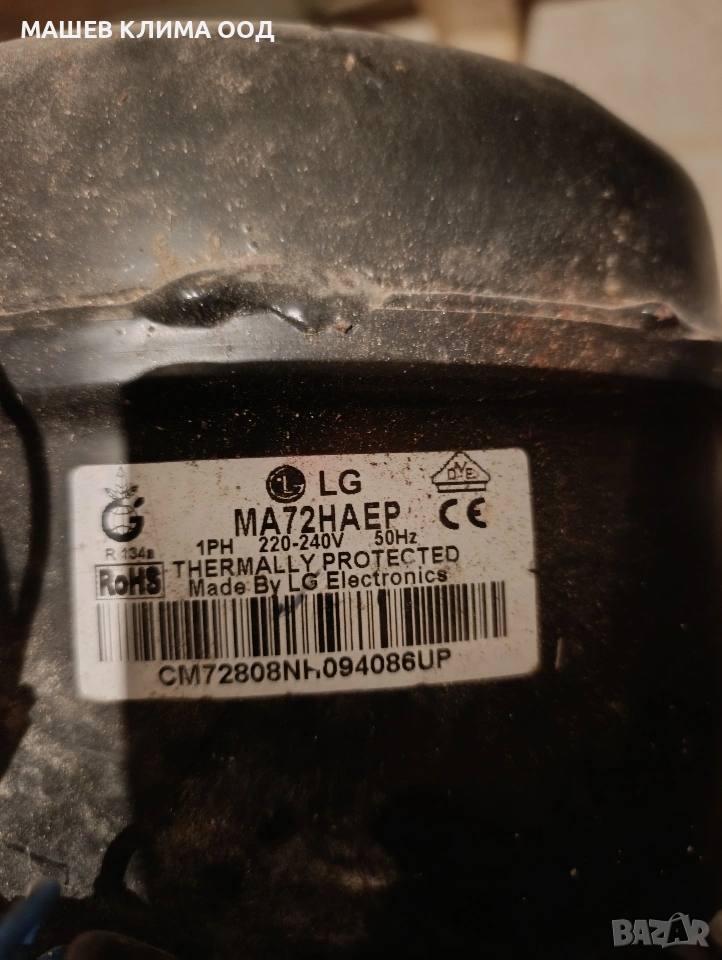 МАШЕВ КЛИМА ООД
LG
D V E
MA72HAEP CE
R 134a
1PH 220-240V 50Hz
THERMALLY PROTECTED
RoHS
Made By LG Electronics
CM72808NH094086UP
BAZAR